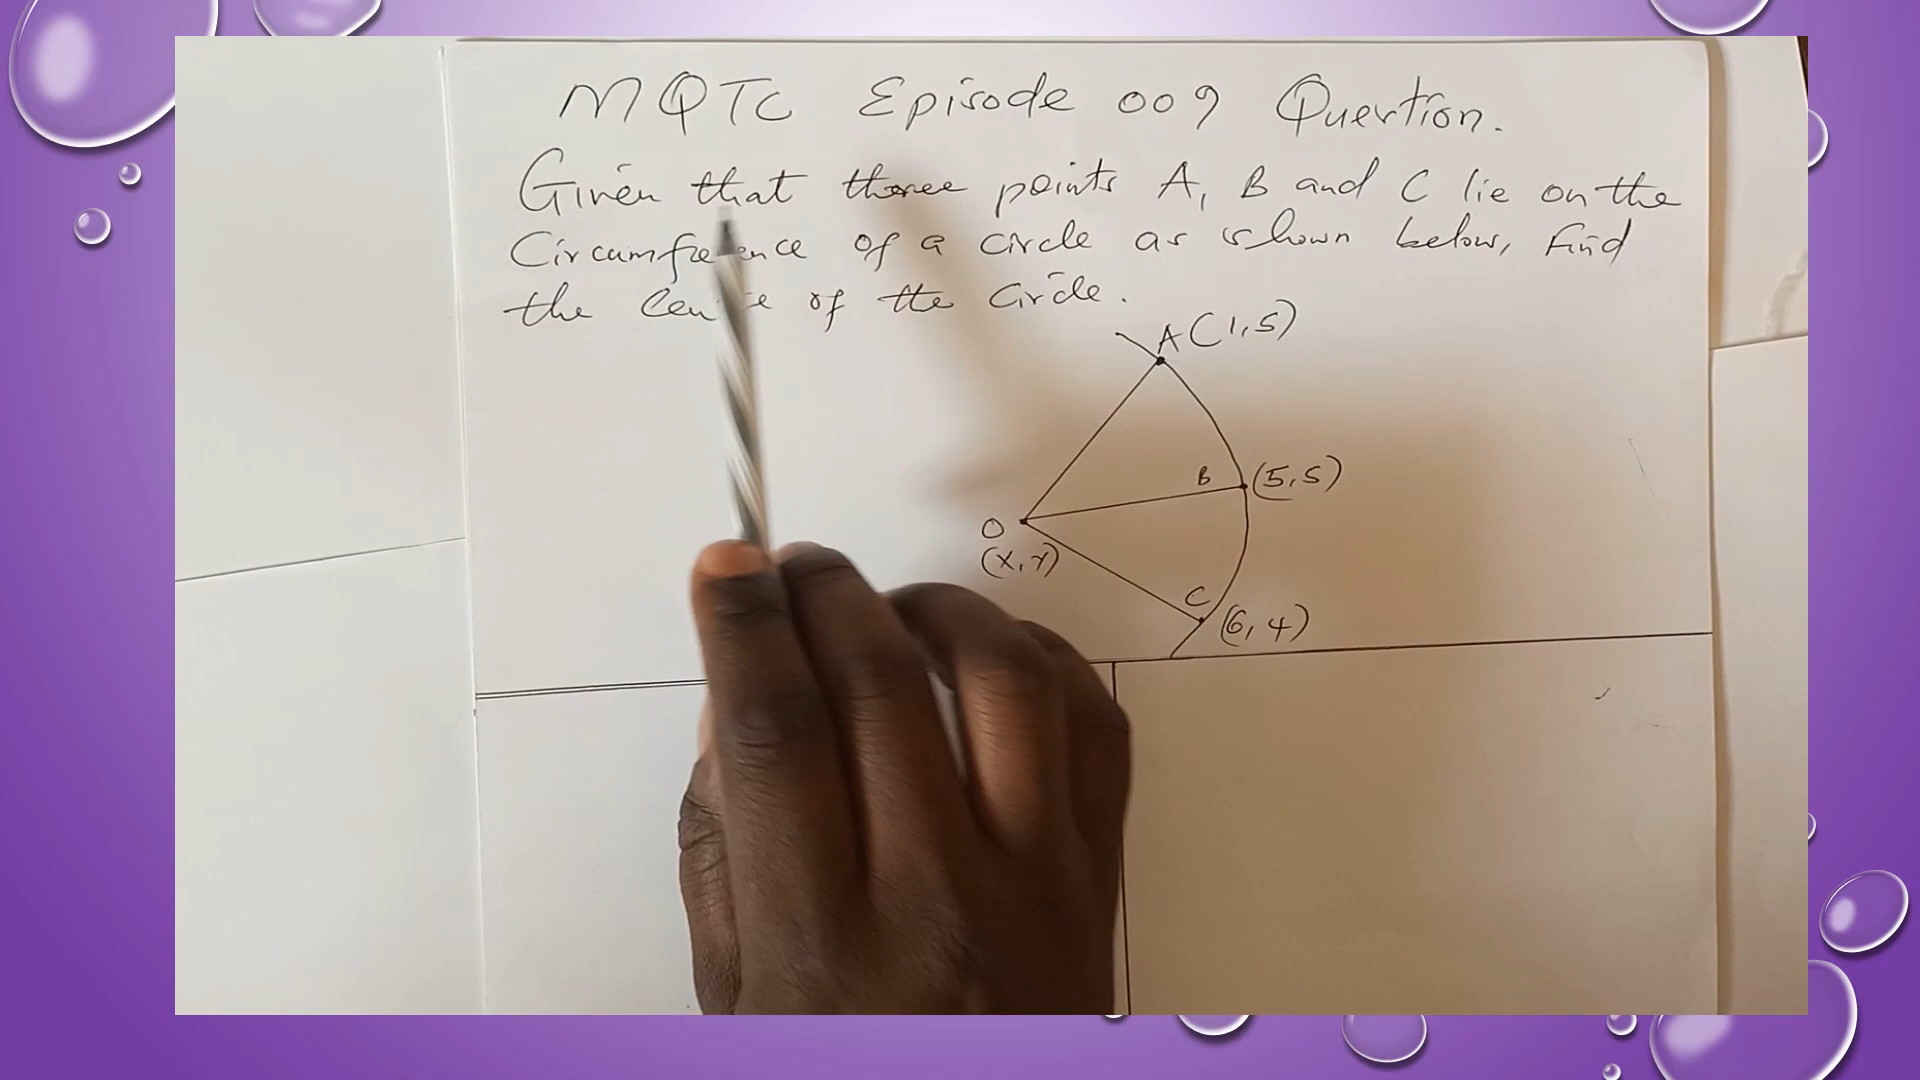 MQTC Episode 009 Question.
Given that three points A, B and C lie on the
Circumference of a circle as shown below, find
the of the Circle.
A (1,5)
B (5,5)
O
(x, y)
C (6, 4)